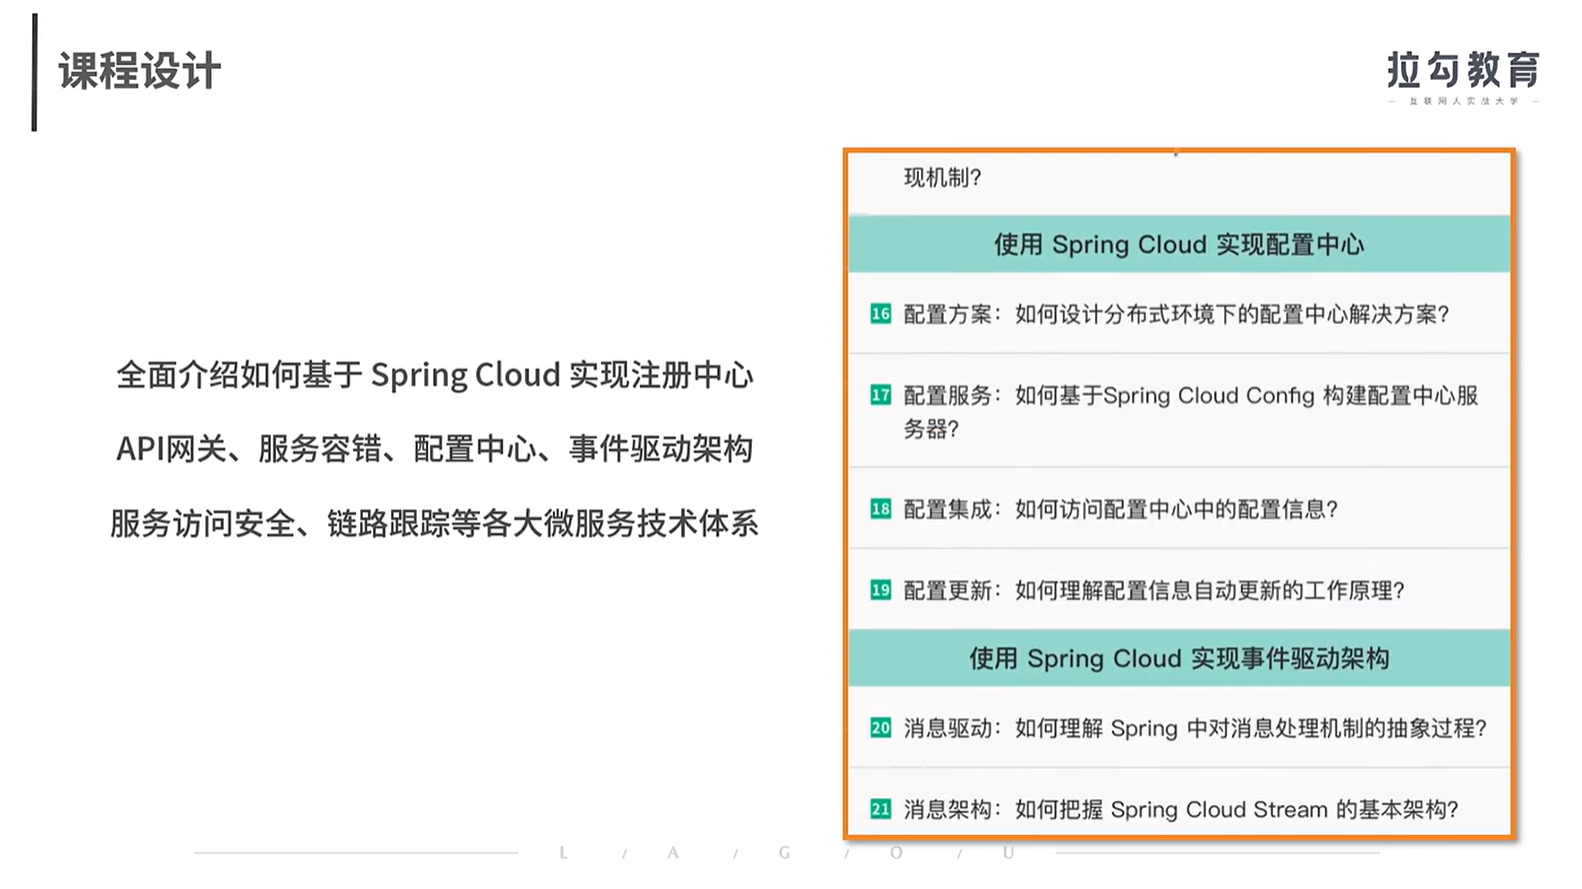 课程设计
拉勾教育
互联网人实战大学
全面介绍如何基于 Spring Cloud 实现注册中心
API网关、服务容错、配置中心、事件驱动架构
服务访问安全、链路跟踪等各大微服务技术体系
现机制?
使用 Spring Cloud 实现配置中心
16 配置方案：如何设计分布式环境下的配置中心解决方案?
17 配置服务：如何基于Spring Cloud Config 构建配置中心服
务器?
18 配置集成：如何访问配置中心中的配置信息?
19 配置更新：如何理解配置信息自动更新的工作原理?
使用 Spring Cloud 实现事件驱动架构
20 消息驱动：如何理解 Spring 中对消息处理机制的抽象过程?
21 消息架构：如何把握 Spring Cloud Stream 的基本架构?
L / A / G / O / U